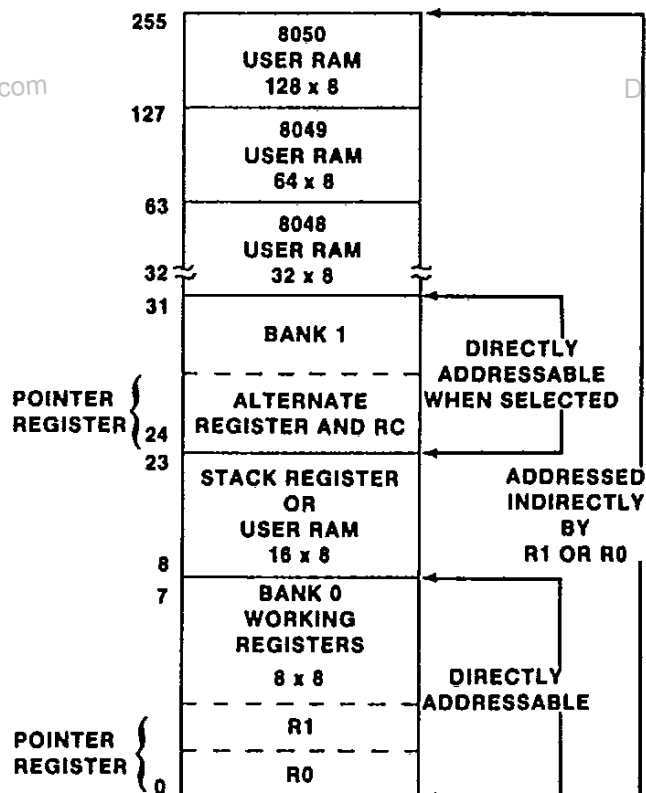 255
8050
USER RAM
128 x 8
com
D
127
8049
USER RAM
64 x 8
63
8048
USER RAM
32 x 8
32
31
BANK 1
DIRECTLY
ADDRESSABLE
WHEN SELECTED
POINTER
REGISTER
ALTERNATE
REGISTER AND RC
24
23
STACK REGISTER
OR
USER RAM
16 x 8
ADDRESSED
INDIRECTLY
BY
R1 OR R0
8
7
BANK 0
WORKING
REGISTERS
8 x 8
DIRECTLY
ADDRESSABLE
R1
POINTER
REGISTER
R0
0